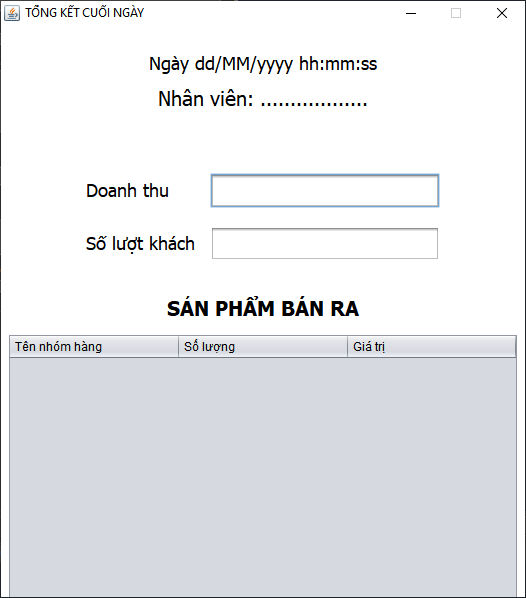 TỔNG KẾT CUỐI NGÀY
Ngày dd/MM/yyyy hh:mm:ss
Nhân viên: ..................
Doanh thu
Số lượt khách
SẢN PHẨM BÁN RA
Tên nhóm hàng Số lượng Giá trị